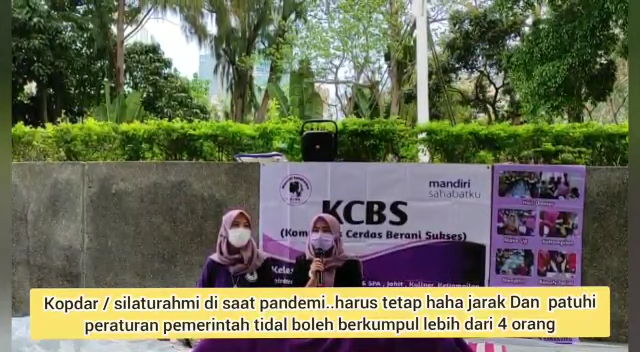 mandiri
sahabatku
KCBS
Cerdas Berani Sukses)
Kopdar / silaturahmi di saat pandemi..harus tetap haha jarak Dan patuhi
peraturan pemerintah tidal boleh berkumpul lebih dari 4 orang